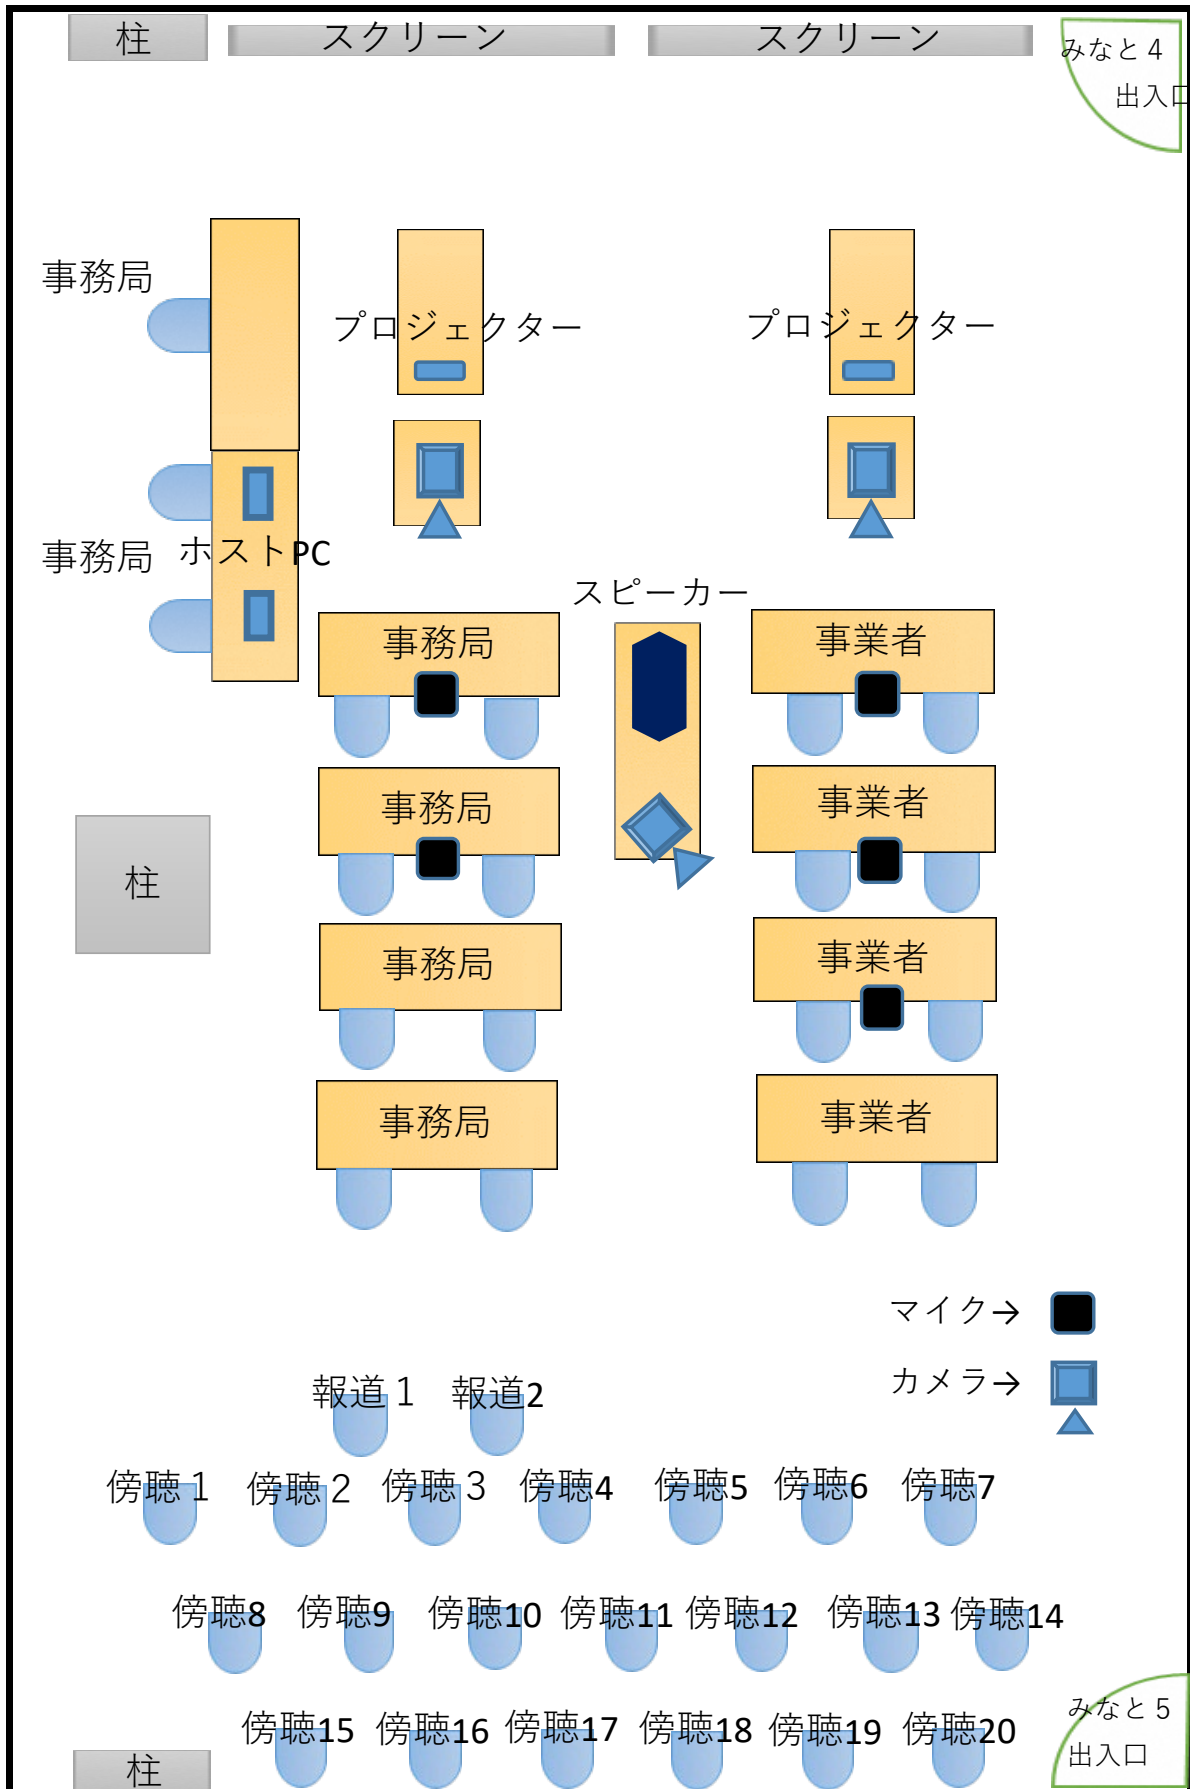 柱
スクリーン
スクリーン
みなと４
出入口
事務局
プロジェクター
プロジェクター
事務局
ホストPC
スピーカー
事務局
事業者
事務局
事業者
柱
事務局
事業者
事務局
事業者
マイク→
カメラ→
報道１
報道2
傍聴１
傍聴２
傍聴３
傍聴4
傍聴5
傍聴6
傍聴7
傍聴8
傍聴9
傍聴10
傍聴11
傍聴12
傍聴13
傍聴14
みなと５
出入口
傍聴15
傍聴16
傍聴17
傍聴18
傍聴19
傍聴20
柱